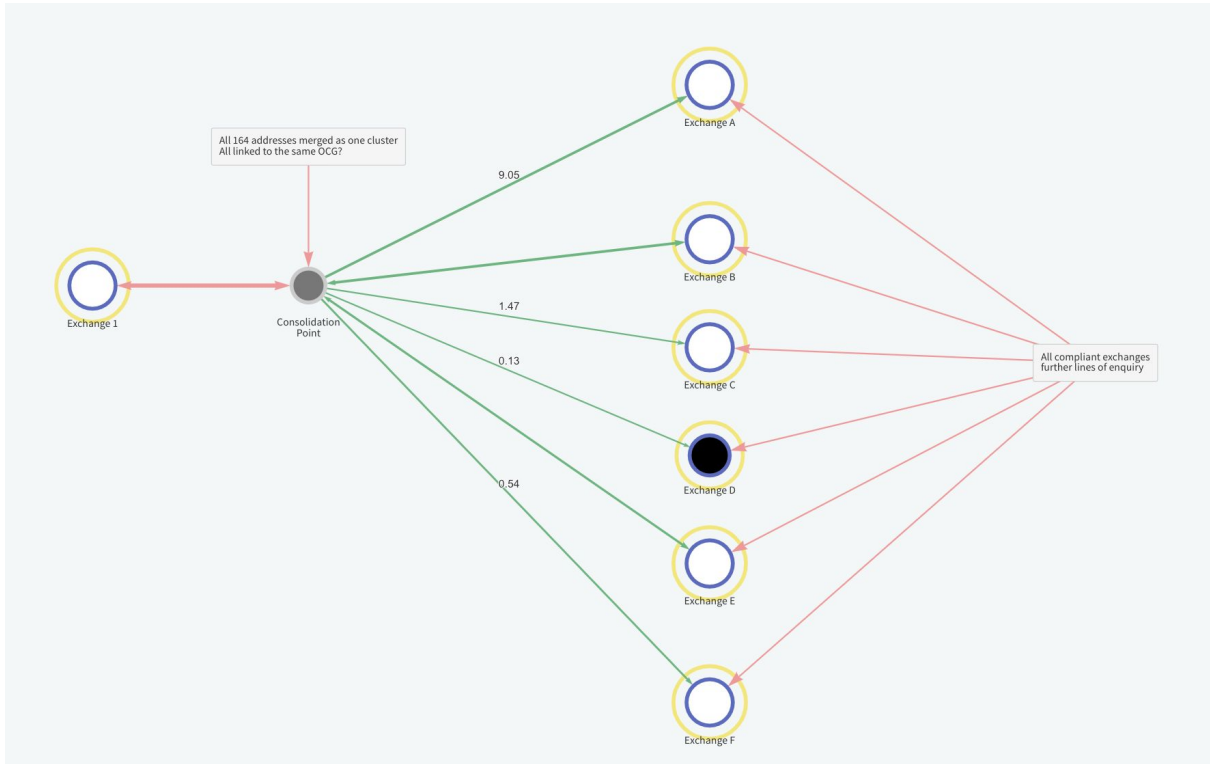 Exchange A
All 164 addresses merged as one cluster
All linked to the same OCG?
9.05
Exchange B
Exchange 1
Consolidation
Point
1.47
0.13
Exchange C
All compliant exchanges
further lines of enquiry
0.54
Exchange D
Exchange E
Exchange F